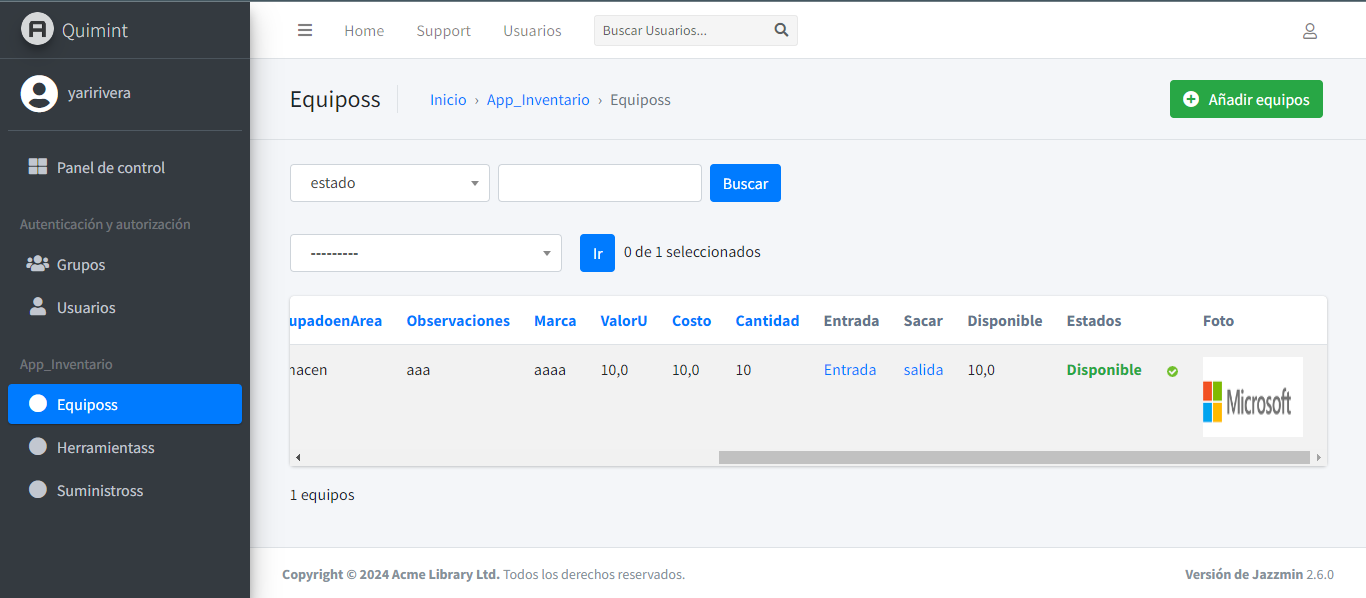 Quimint
Home Support Usuarios Buscar Usuarios...
yaririvera
Equiposs Inicio › App_Inventario › Equiposs Añadir equipos
Panel de control
estado Buscar
Autenticación y autorización
Grupos
Usuarios
--------- Ir 0 de 1 seleccionados
upadoenArea Observaciones Marca ValorU Costo Cantidad Entrada Sacar Disponible Estados Foto
nacen aaa aaaa 10,0 10,0 10 Entrada salida 10,0 Disponible Microsoft
App_Inventario
Equiposs
Herramientass
Suministross
1 equipos
Copyright © 2024 Acme Library Ltd. Todos los derechos reservados. Versión de Jazzmin 2.6.0